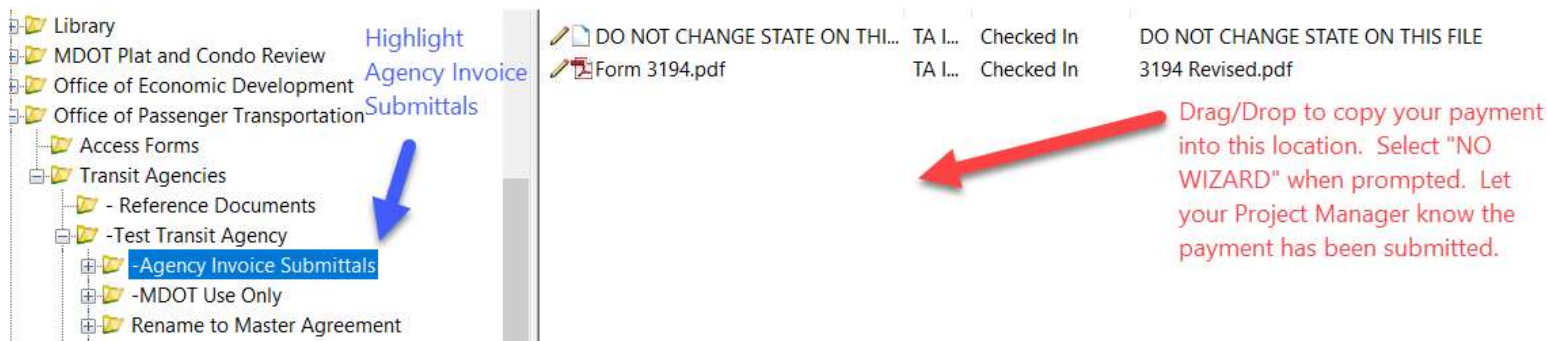 Library
MDOT Plat and Condo Review
Office of Economic Development
Office of Passenger Transportation
Access Forms
Transit Agencies
- Reference Documents
-Test Transit Agency
-Agency Invoice Submittals
-MDOT Use Only
Rename to Master Agreement
Highlight
Agency Invoice
Submittals
DO NOT CHANGE STATE ON THI... TA I... Checked In DO NOT CHANGE STATE ON THIS FILE
Form 3194.pdf TA I... Checked In 3194 Revised.pdf
Drag/Drop to copy your payment
into this location. Select "NO
WIZARD" when prompted. Let
your Project Manager know the
payment has been submitted.